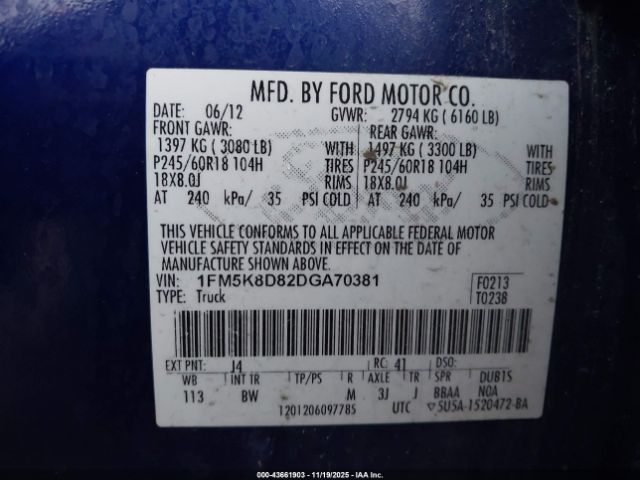 MFD. BY FORD MOTOR CO.
DATE: 06/12 GVWR: 2794 KG ( 6160 LB)
FRONT GAWR: REAR GAWR:
1397 KG ( 3080 LB) WITH 1497 KG ( 3300 LB) WITH
P245/60R18 104H TIRES P245/60R18 104H TIRES
18X8.0J RIMS 18X8.0J RIMS
AT 240 kPa/ 35 PSI COLD AT 240 kPa/ 35 PSI COLD
THIS VEHICLE CONFORMS TO ALL APPLICABLE FEDERAL MOTOR
VEHICLE SAFETY STANDARDS IN EFFECT ON THE DATE OF
MANUFACTURE SHOWN ABOVE.
VIN: 1FM5K8D82DGA70381 F0213
TYPE: Truck T0238
EXT PNT: J4 RC: 41 DSO:
WB INT TR TP/PS R AXLE TR SPR DUB1S
113 BW M 3J J BBAA N0A
1201206097785 UTC ▽5U5A-1520472-BA
000-43661903 - 11/19/2025 - IAAI.com